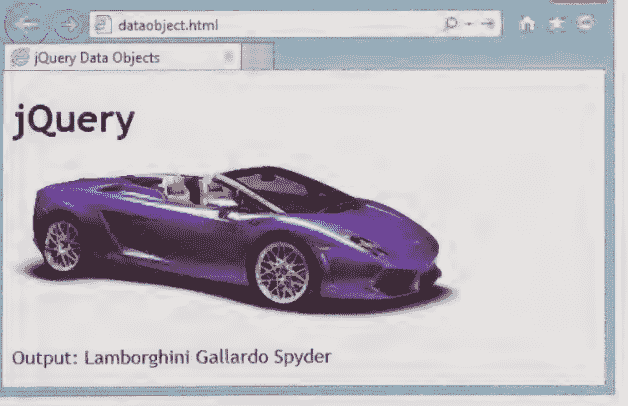 dataobject.html
jQuery Data Objects
jQuery
Output: Lamborghini Gallardo Spyder